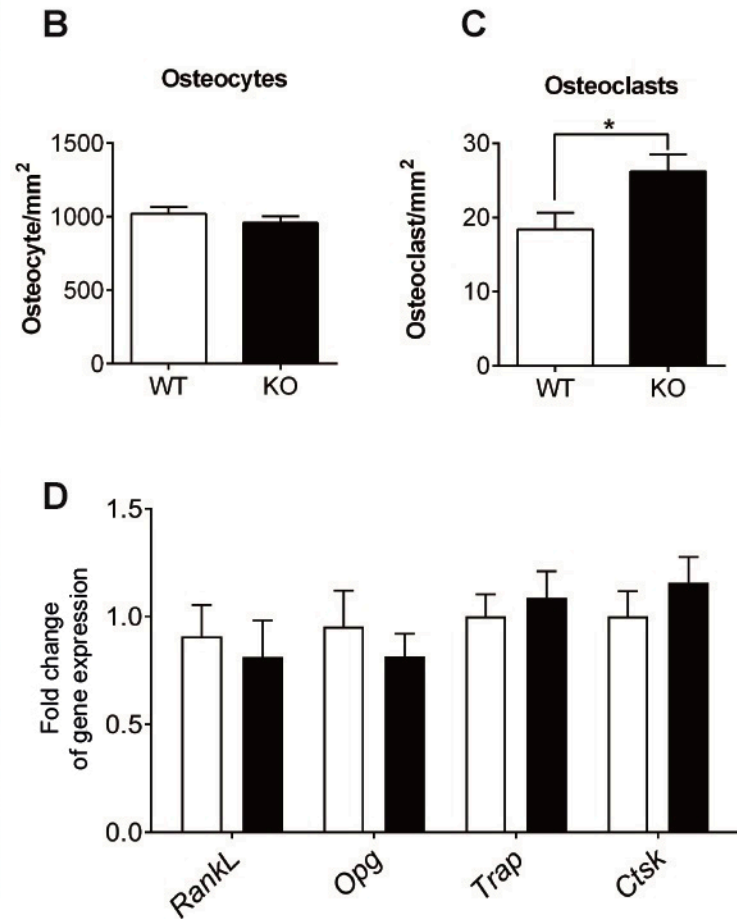 B
Osteocytes
Osteocyte/mm²
1500
1000
500
0
WT KO
C
Osteoclasts
*
Osteoclast/mm²
30
20
10
0
WT KO
D
Fold change
of gene expression
1.5
1.0
0.5
0.0
RankL Opg Trap Ctsk